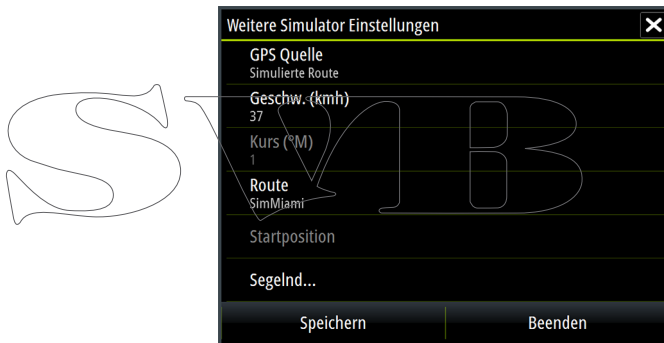 Weitere Simulator Einstellungen
GPS Quelle
Simulierte Route
Geschw. (kmh)
37
Kurs (°M)
1
Route
SimMiami
Startposition
Segelnd...
Speichern
Beenden